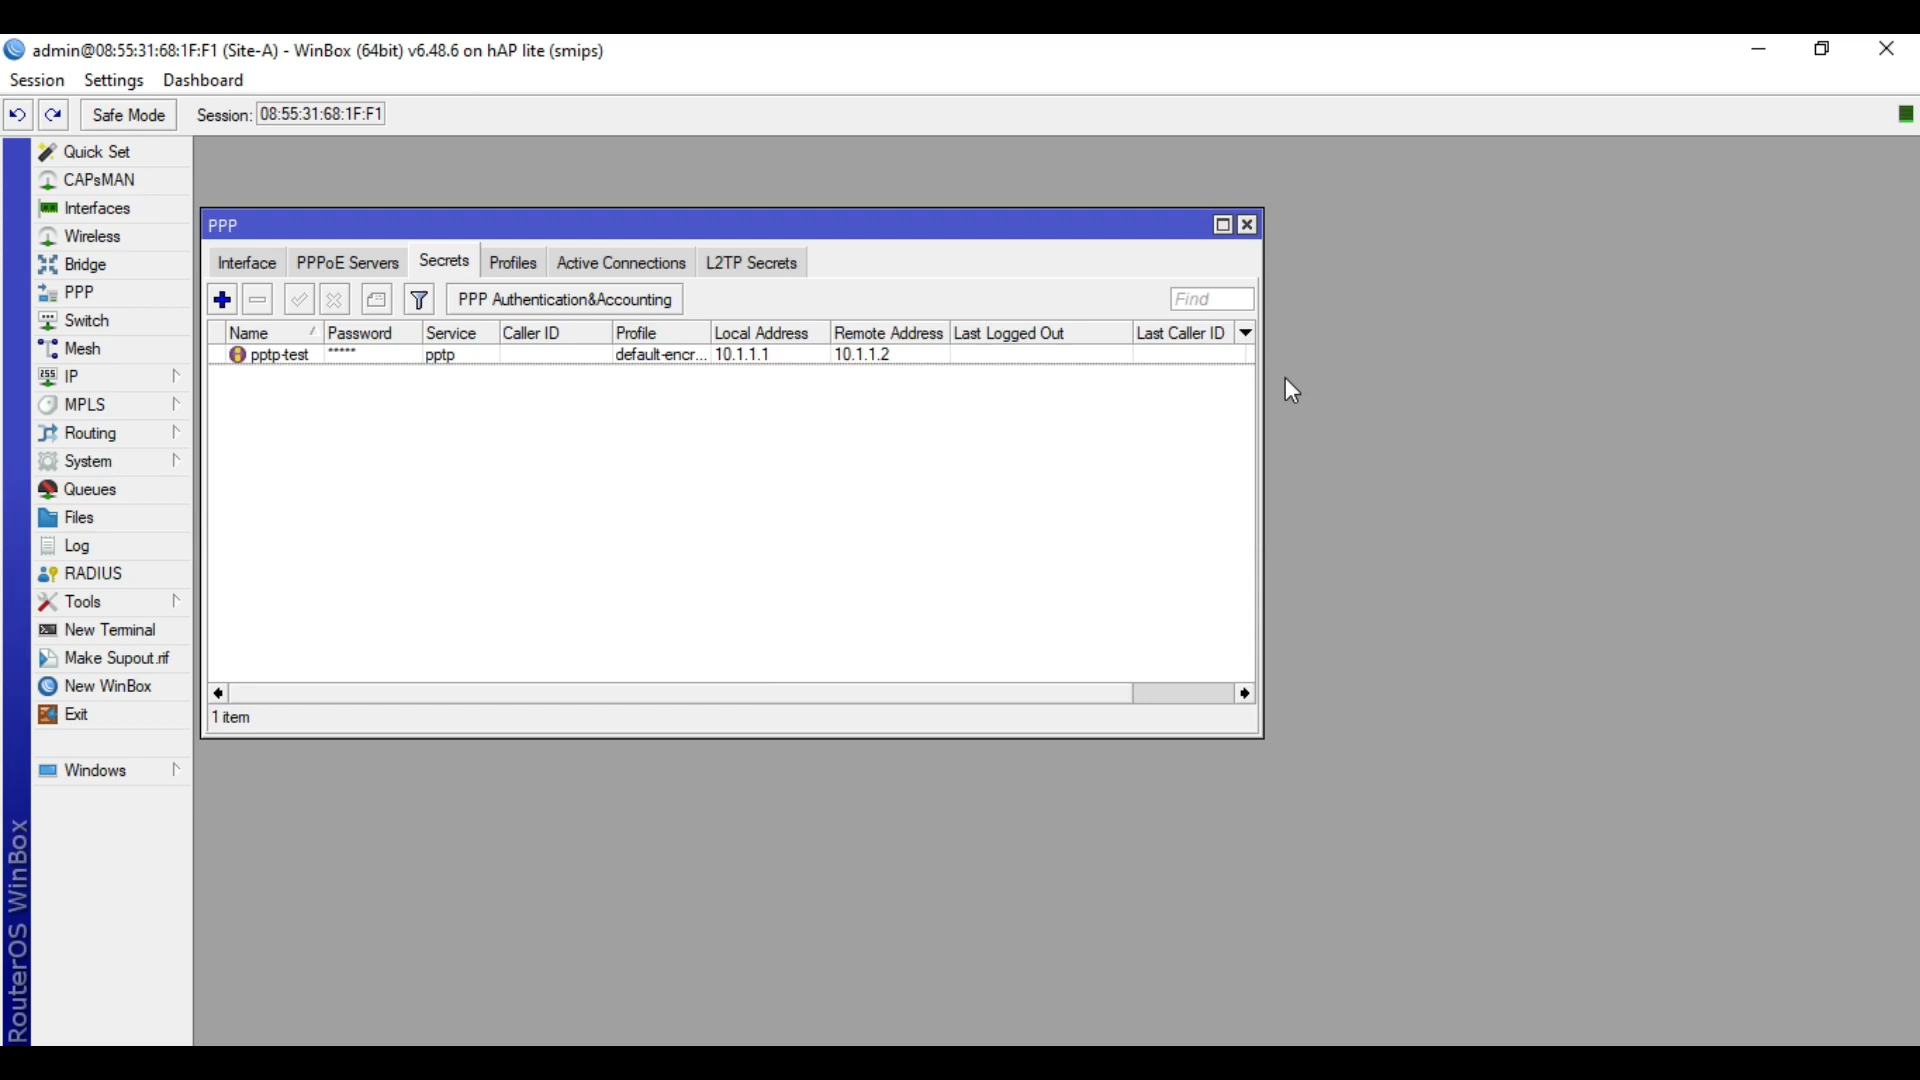 admin@08:55:31:68:1F:F1 (Site-A) - WinBox (64bit) v6.48.6 on hAP lite (smips)
Session Settings Dashboard
Safe Mode Session: 08:55:31:68:1F:F1
Quick Set
CAPsMAN
Interfaces
Wireless
Bridge
PPP
Switch
Mesh
255 IP
MPLS
Routing
System
Queues
Files
Log
RADIUS
Tools
New Terminal
Make Supout.rif
New WinBox
Exit
Windows
RouterOS WinBox
PPP
Interface PPPoE Servers Secrets Profiles Active Connections L2TP Secrets
PPP Authentication&Accounting Find
Name Password Service Caller ID Profile Local Address Remote Address Last Logged Out Last Caller ID
pptp-test ***** pptp default-encr... 10.1.1.1 10.1.1.2
1 item